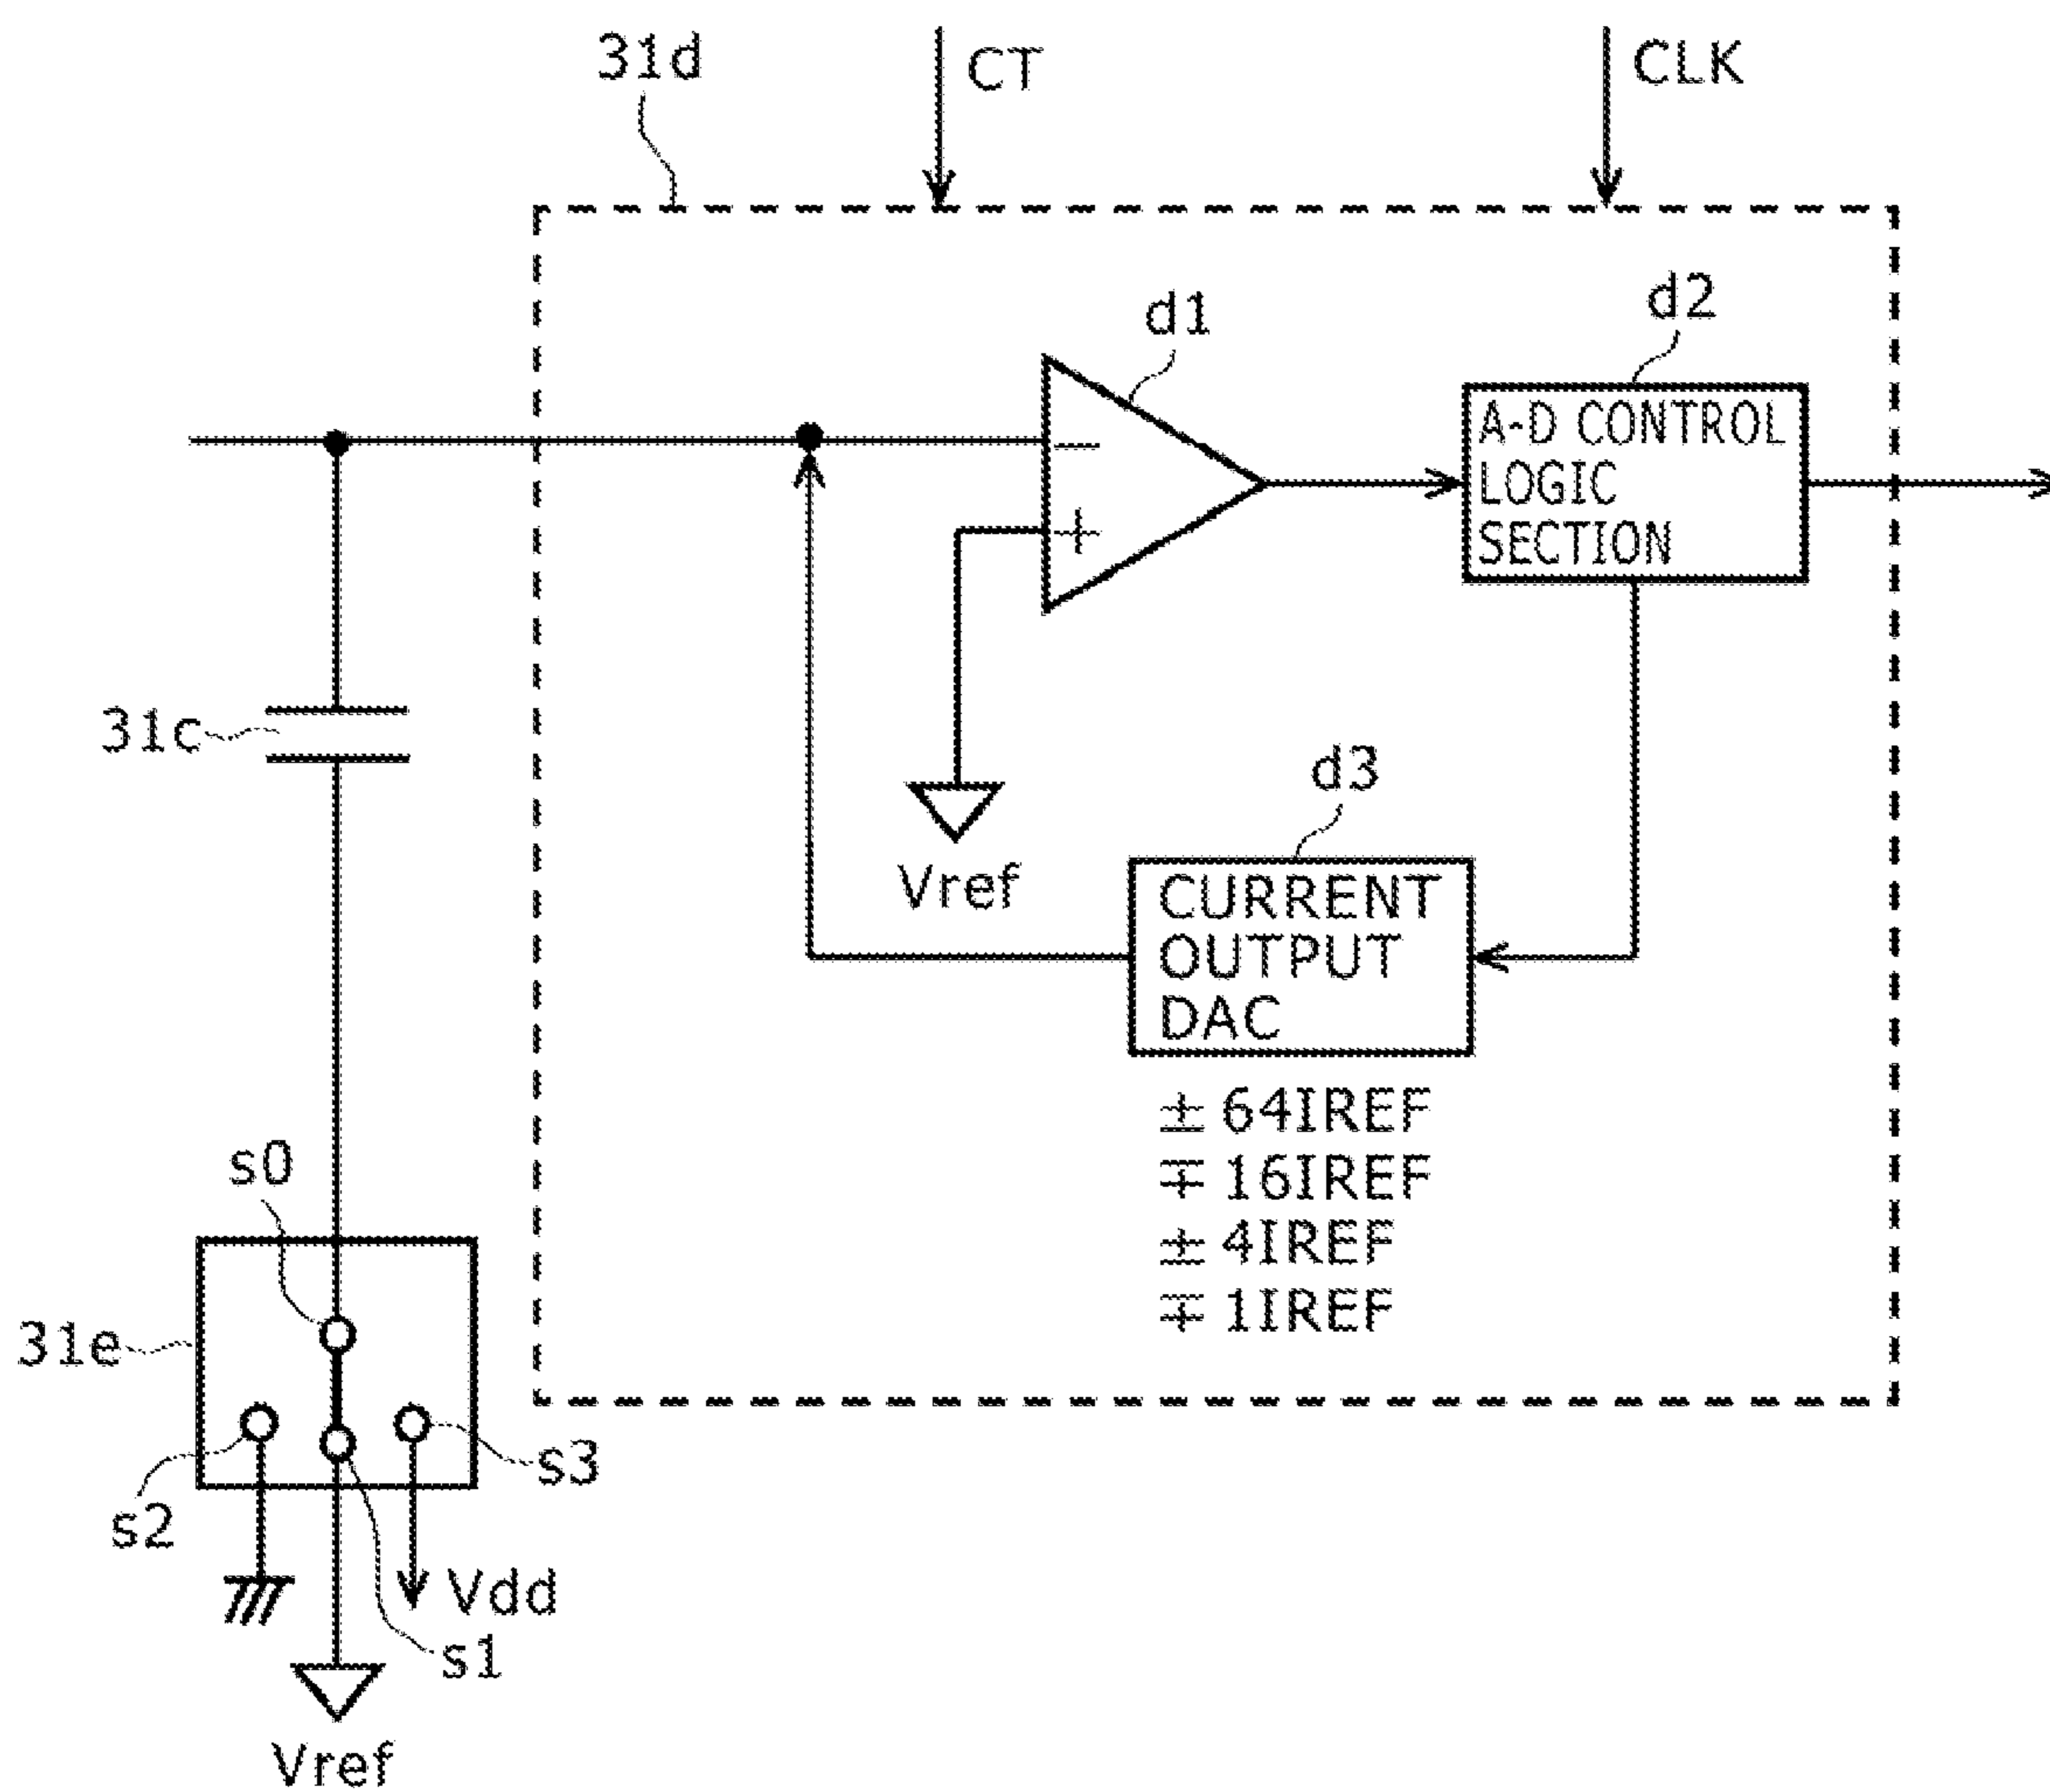 31d
CT
CLK
d1
d2
A-D CONTROL
LOGIC
SECTION
−
+
31c
d3
Vref
CURRENT
OUTPUT
DAC
± 64IREF
∓ 16IREF
± 4IREF
∓ 1IREF
s0
31e
s2
s3
Vdd
s1
Vref